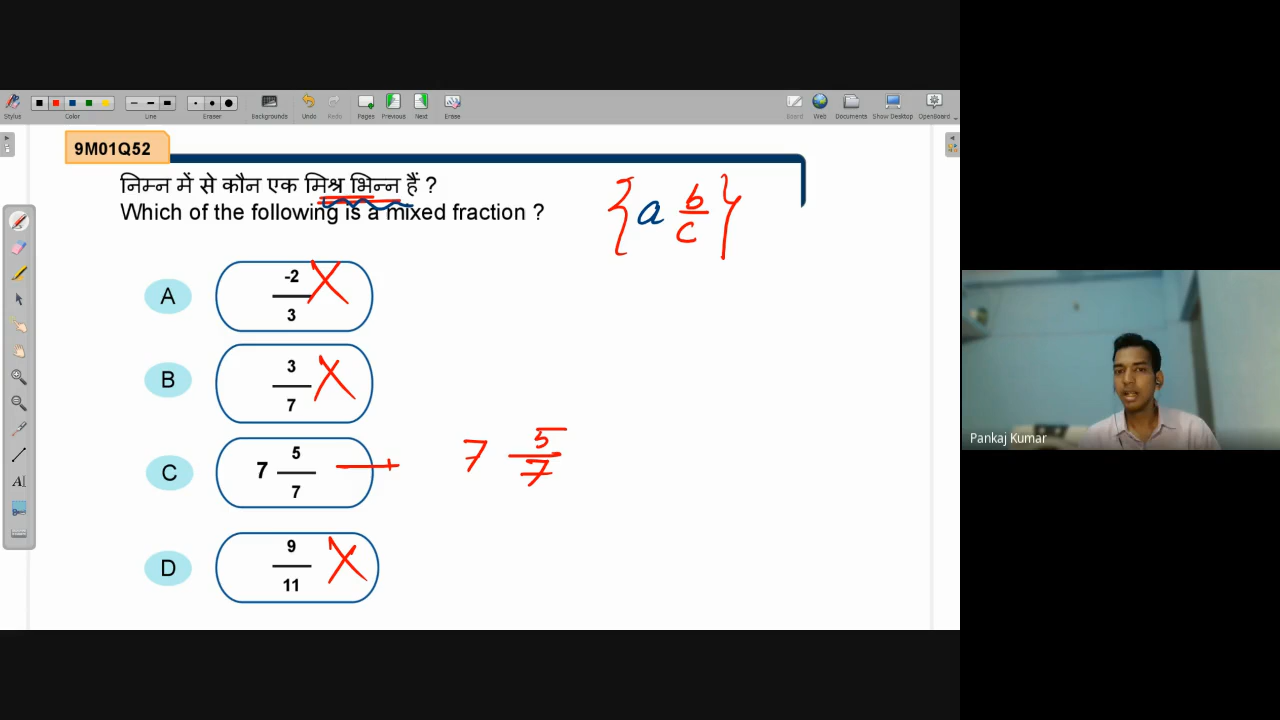 Stylus
Color
Line
Eraser
Backgrounds
Undo
Redo
Pages
Previous
Next
Erase
Board
Web
Documents
Show Desktop
OpenBoard
9M01Q52
निम्न में से कौन एक मिश्र भिन्न हैं ?
Which of the following is a mixed fraction ?
{a b/c}
A
-2
3
X
B
3
7
X
C
7 5
7
7 5
7
D
9
11
X
Pankaj Kumar